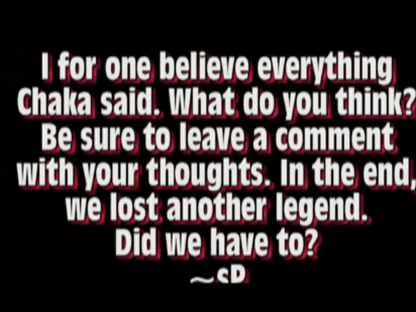 I for one believe everything
Chaka said. What do you think?
Be sure to leave a comment
with your thoughts. In the end,
we lost another legend.
Did we have to?